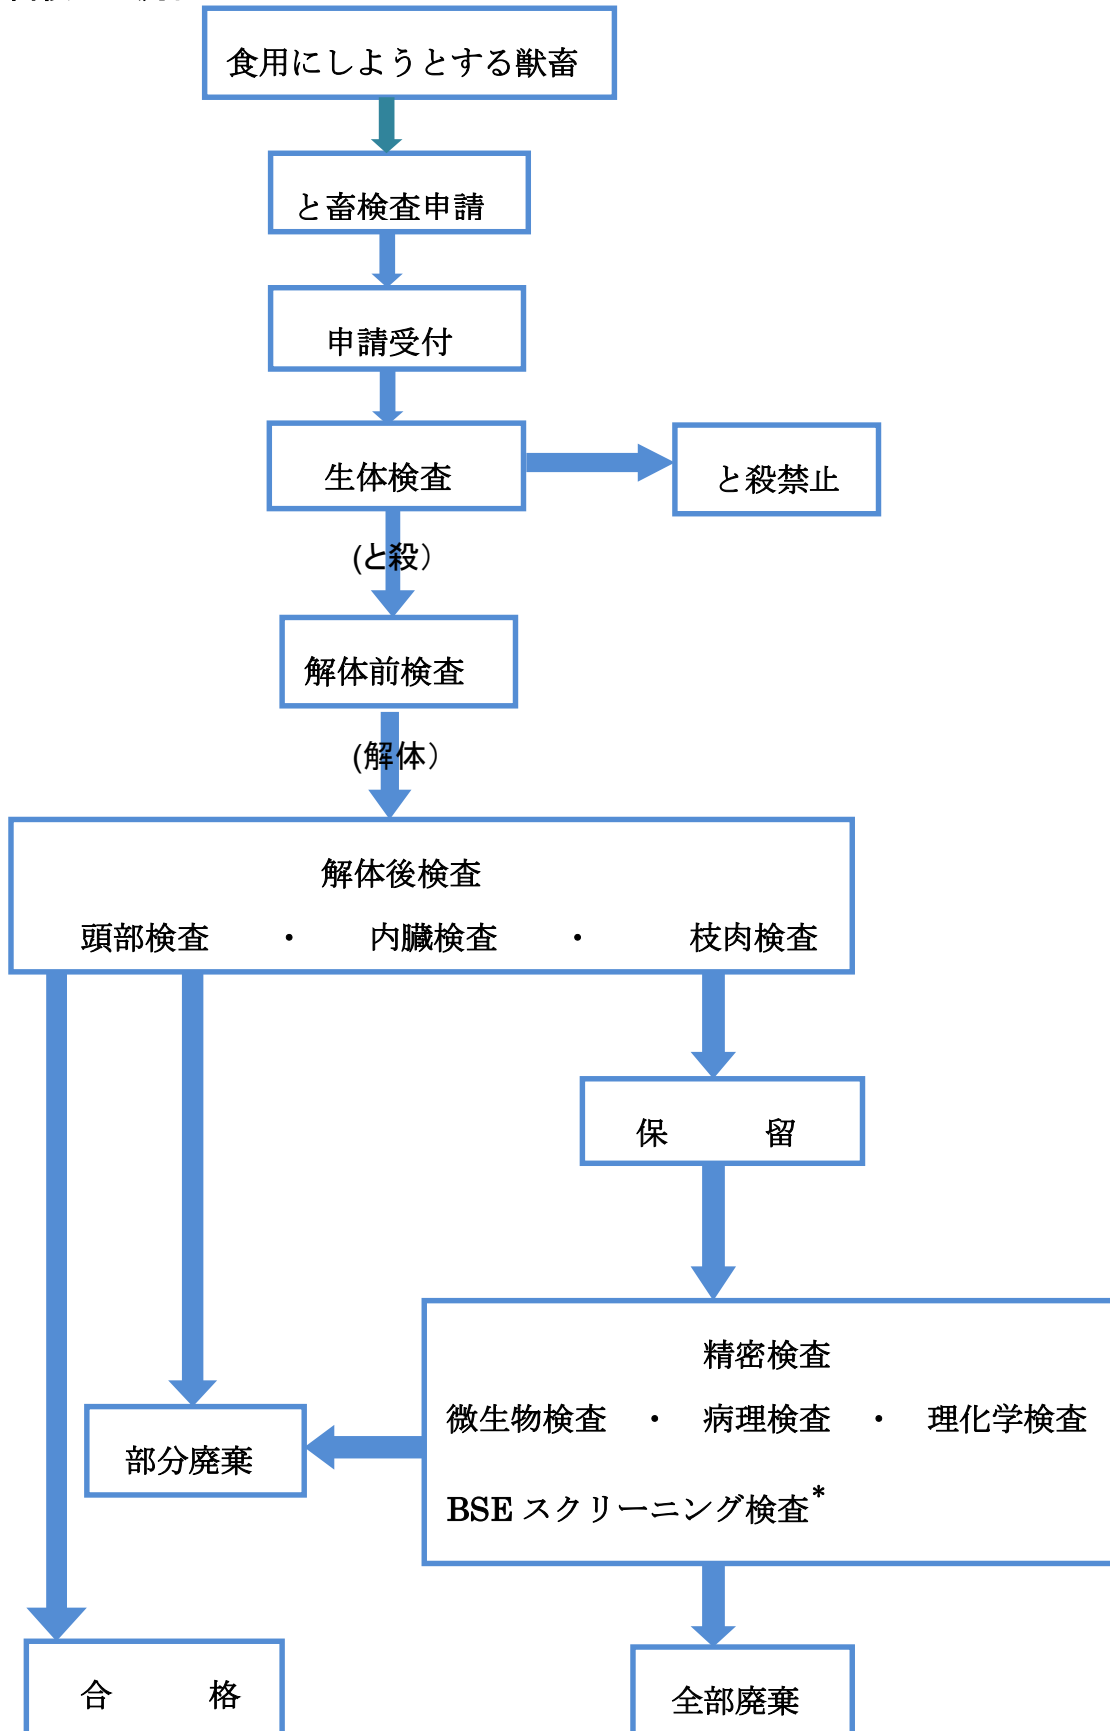 食用にしようとする獣畜
と畜検査申請
申請受付
生体検査
と殺禁止
(と殺）
解体前検査
(解体）
解体後検査
頭部検査 ・ 内臓検査 ・ 枝肉検査
保 留
精密検査
微生物検査 ・ 病理検査 ・ 理化学検査
部分廃棄
BSE スクリーニング検査*
合 格
全部廃棄